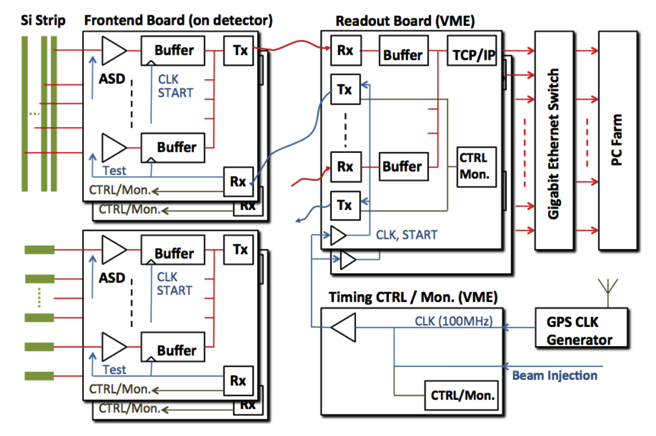 Si Strip
Frontend Board (on detector)
ASD
Buffer
Tx
CLK
START
Buffer
Test
Rx
CTRL/Mon.
CTRL/Mon.
Rx
ASD
Buffer
Tx
CLK
START
Buffer
Test
Rx
CTRL/Mon.
CTRL/Mon.
Rx
Readout Board (VME)
Rx
Buffer
TCP/IP
Tx
Rx
Buffer
CTRL
Mon.
Tx
CLK, START
Gigabit Ethernet Switch
PC Farm
Timing CTRL / Mon. (VME)
CLK (100MHz)
GPS CLK
Generator
Beam Injection
CTRL/Mon.